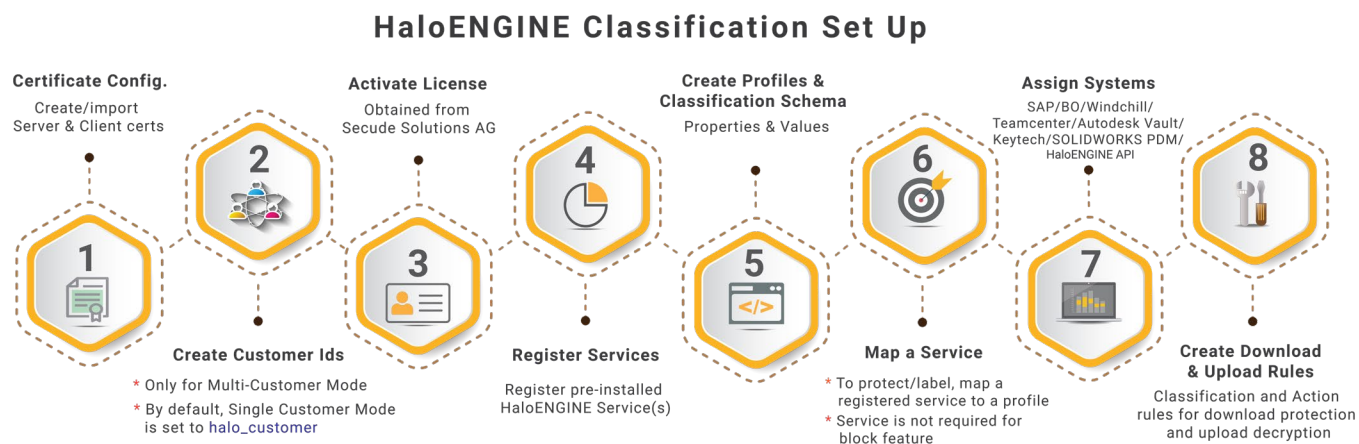 HaloENGINE Classification Set Up
Certificate Config.
Create/import
Server & Client certs
1
2
Create Customer Ids
* Only for Multi-Customer Mode
* By default, Single Customer Mode
is set to halo_customer
Activate License
Obtained from
Secude Solutions AG
3
4
Register Services
Register pre-installed
HaloENGINE Service(s)
Create Profiles &
Classification Schema
Properties & Values
5
</>
6
Map a Service
* To protect/label, map a
registered service to a profile
* Service is not required for
block feature
Assign Systems
SAP/BO/Windchill/
Teamcenter/Autodesk Vault/
Keytech/SOLIDWORKS PDM/
HaloENGINE API
7
8
Create Download
& Upload Rules
Classification and Action
rules for download protection
and upload decryption